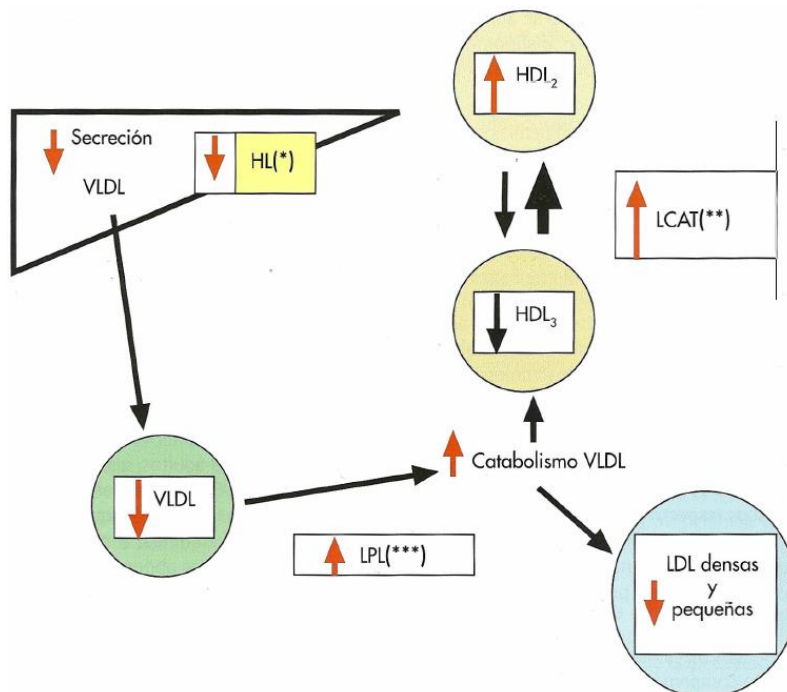 HDL2
Secreción
VLDL
HL(*)
LCAT(**)
HDL3
VLDL
Catabolismo VLDL
LPL(***)
LDL densas
y
pequeñas